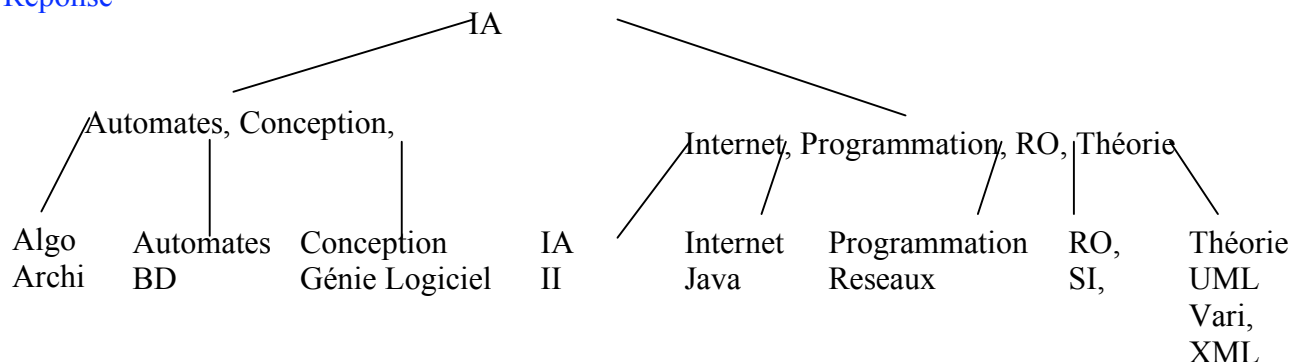 Réponse
IA
Automates, Conception,
Internet, Programmation, RO, Théorie
Algo Automates Conception IA Internet Programmation RO, Théorie
Archi BD Génie Logiciel II Java Reseaux SI, UML
Vari,
XML